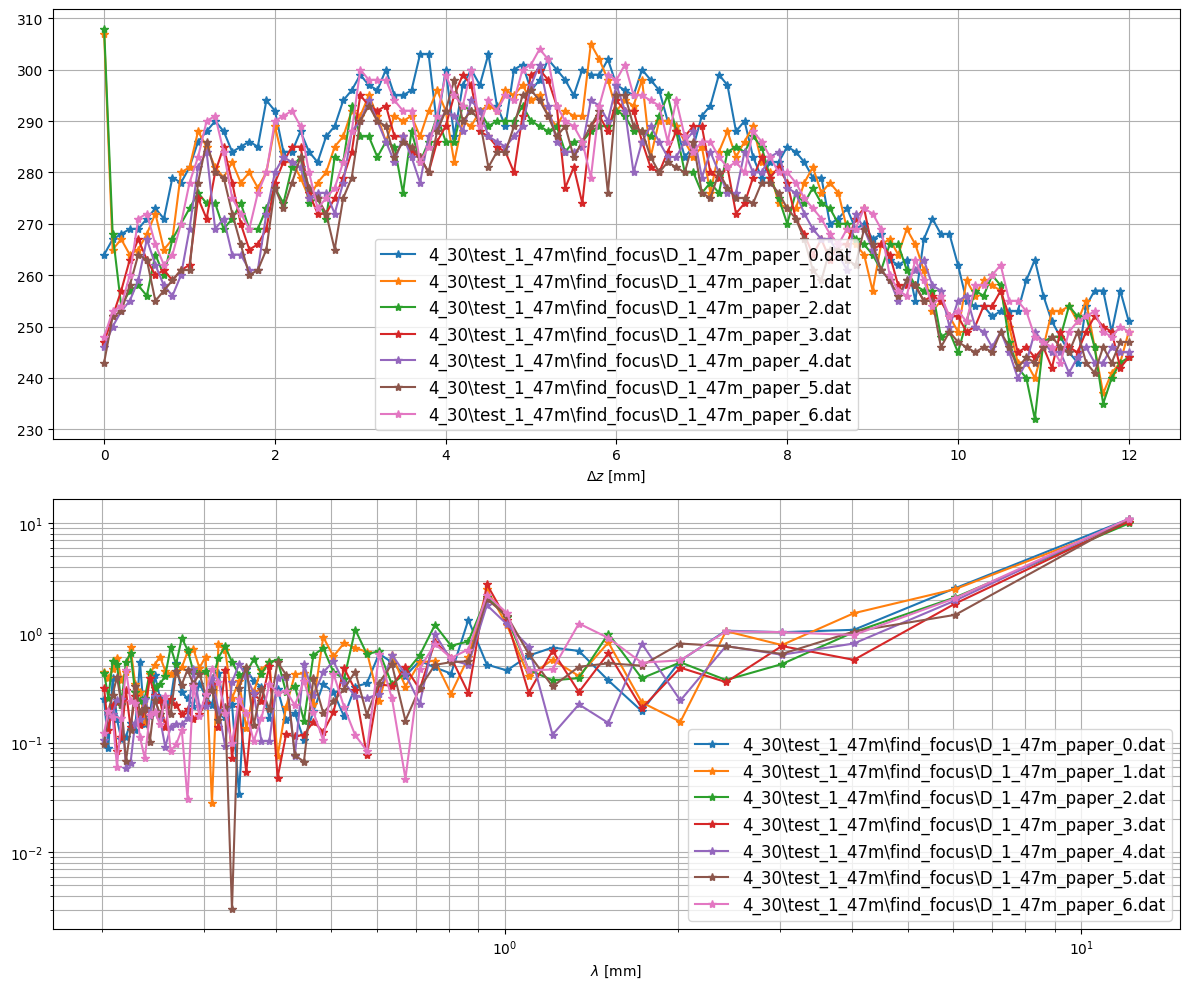 310
300
290
280
270
260
250
240
230
4_30\test_1_47m\find_focus\D_1_47m_paper_0.dat
4_30\test_1_47m\find_focus\D_1_47m_paper_1.dat
4_30\test_1_47m\find_focus\D_1_47m_paper_2.dat
4_30\test_1_47m\find_focus\D_1_47m_paper_3.dat
4_30\test_1_47m\find_focus\D_1_47m_paper_4.dat
4_30\test_1_47m\find_focus\D_1_47m_paper_5.dat
4_30\test_1_47m\find_focus\D_1_47m_paper_6.dat
0 2 4 6 8 10 12
Δz [mm]
10¹
10⁰
10⁻¹
10⁻²
4_30\test_1_47m\find_focus\D_1_47m_paper_0.dat
4_30\test_1_47m\find_focus\D_1_47m_paper_1.dat
4_30\test_1_47m\find_focus\D_1_47m_paper_2.dat
4_30\test_1_47m\find_focus\D_1_47m_paper_3.dat
4_30\test_1_47m\find_focus\D_1_47m_paper_4.dat
4_30\test_1_47m\find_focus\D_1_47m_paper_5.dat
4_30\test_1_47m\find_focus\D_1_47m_paper_6.dat
10⁰ 10¹
λ [mm]